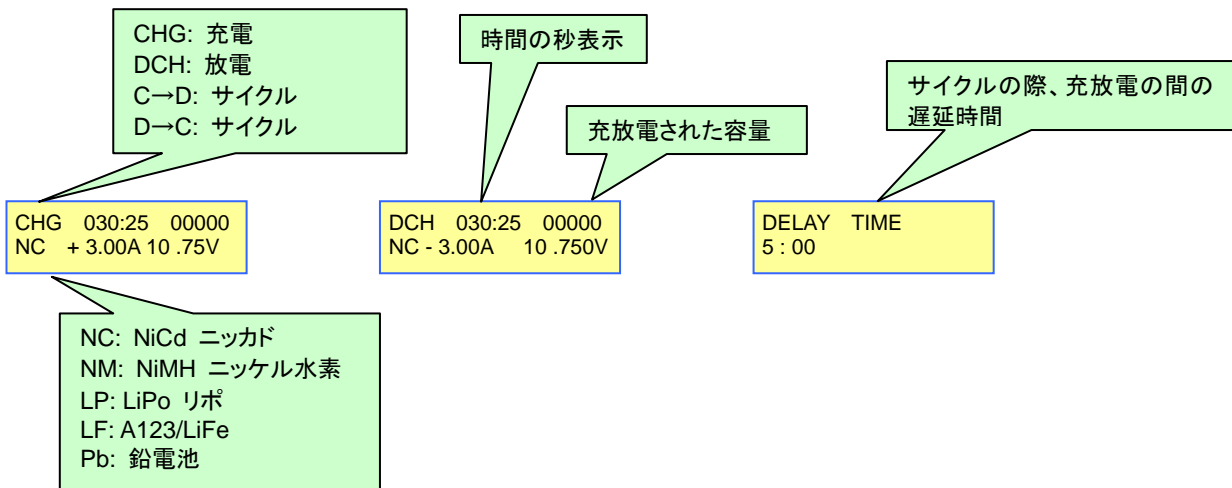 CHG: 充電
DCH: 放電
C→D: サイクル
D→C: サイクル
時間の秒表示
充放電された容量
サイクルの際、充放電の間の
遅延時間
CHG 030:25 00000
NC + 3.00A 10 .75V
DCH 030:25 00000
NC - 3.00A 10 .750V
DELAY TIME
5 : 00
NC: NiCd ニッカド
NM: NiMH ニッケル水素
LP: LiPo リポ
LF: A123/LiFe
Pb: 鉛電池